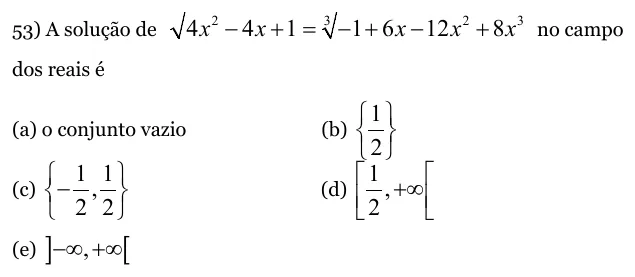 53) A solução de √(4x² − 4x + 1) = ∛(−1 + 6x − 12x² + 8x³) no campo
dos reais é
(a) o conjunto vazio (b) {1/2}
(c) {−1/2, 1/2} (d) [1/2, +∞[
(e) ]−∞, +∞[